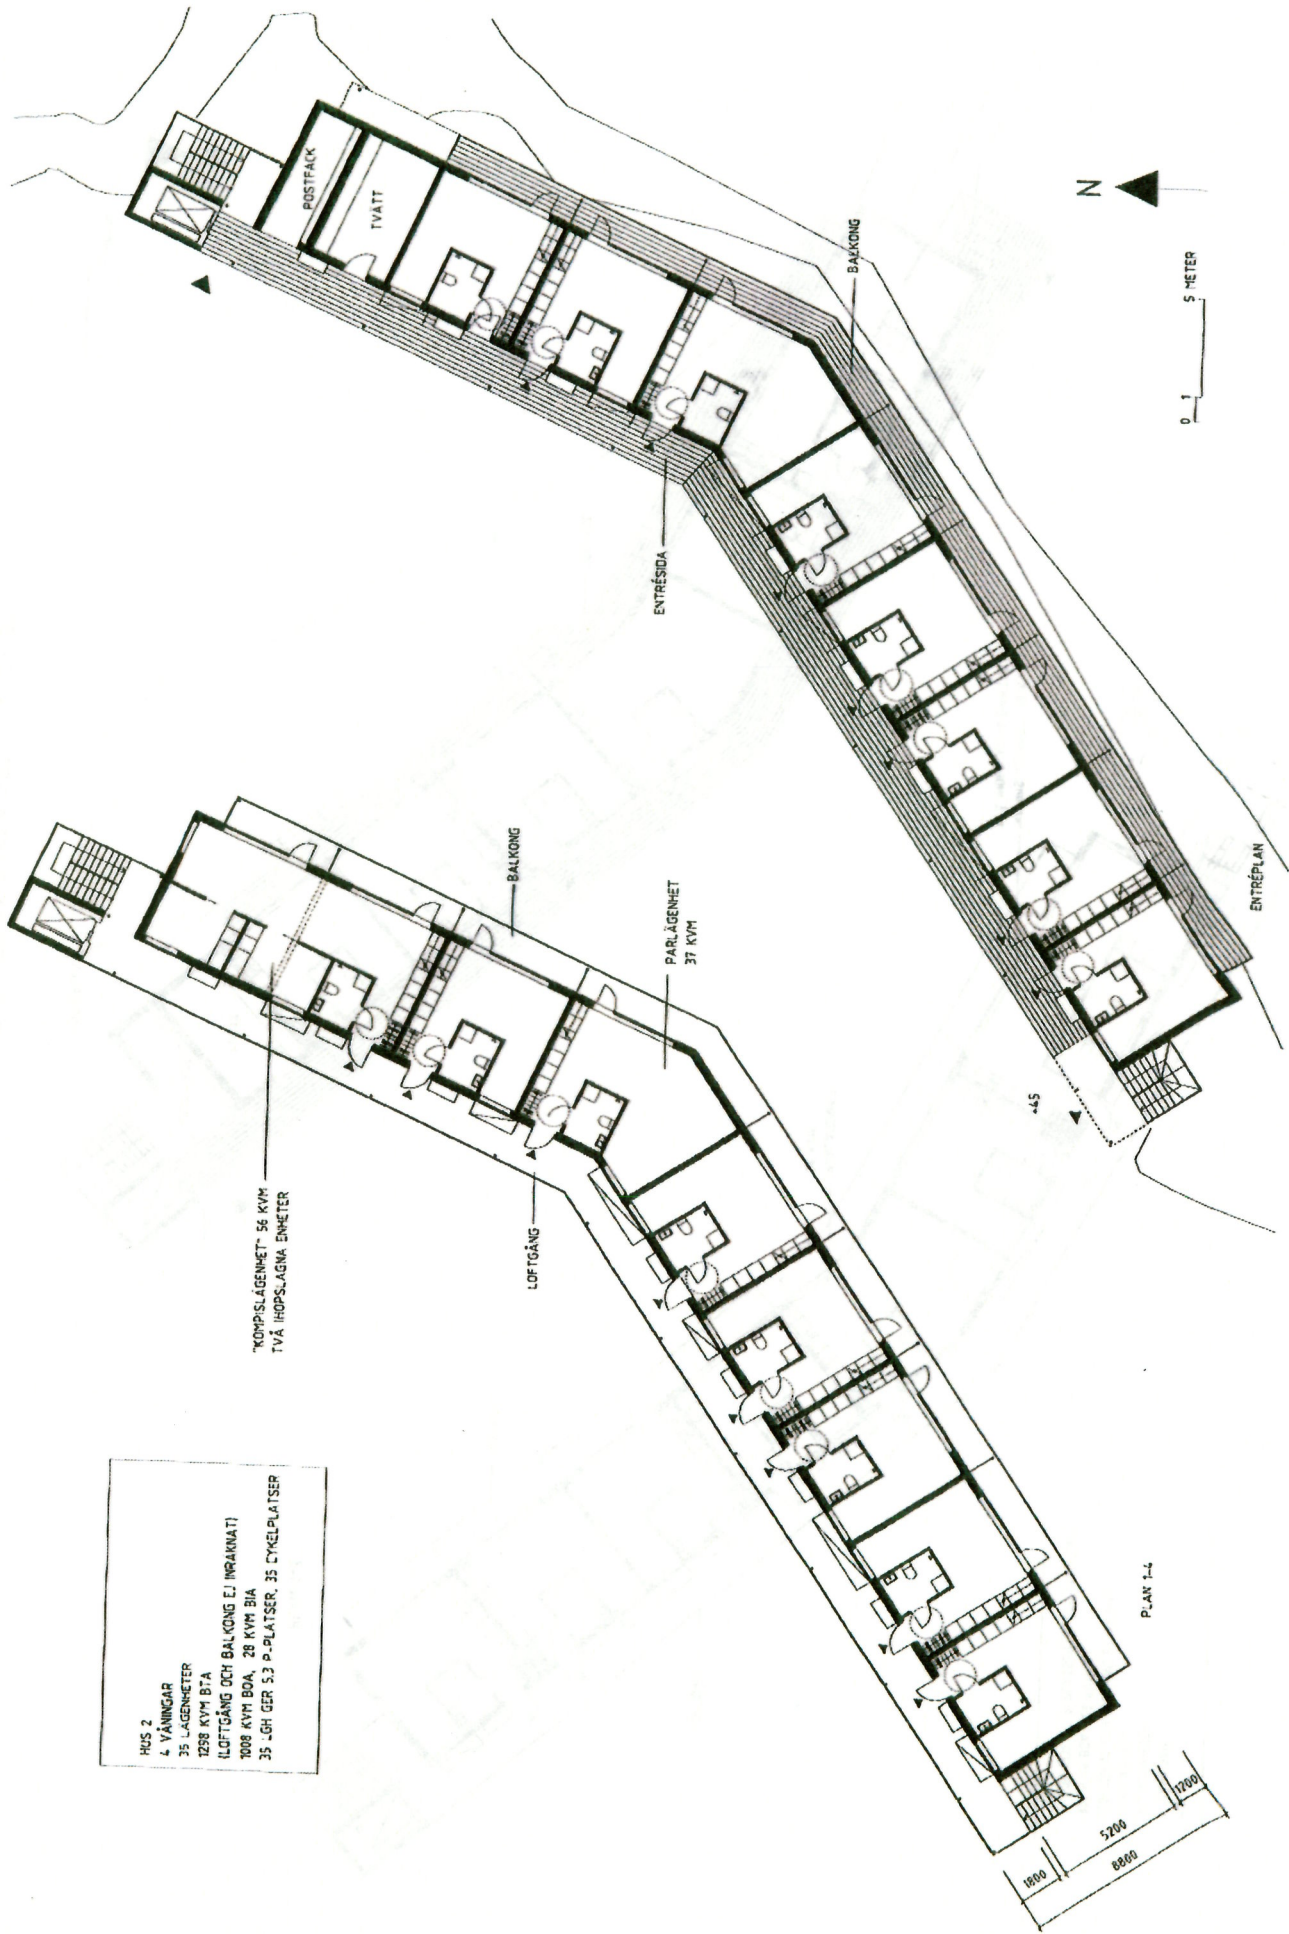 HUS 2
4 VÅNINGAR
35 LÄGENHETER
1298 KVM BTA
(LOFTGÅNG OCH BALKONG EJ INRÄKNAT)
1008 KVM BOA, 28 KVM BIA
35 LGH GER 5.3 P-PLATSER, 35 CYKELPLATSER
"KOMPISLÄGENHET" 56 KVM
TVÅ IHOPSLAGNA ENHETER
LOFTGÅNG
BALKONG
PARLÄGENHET
37 KVM
PLAN 1-4
1800
5200
1200
8800
POSTFACK
TVÄTT
ENTRÉSIDA
BALKONG
+45
ENTRÉPLAN
N
0 1 5 METER